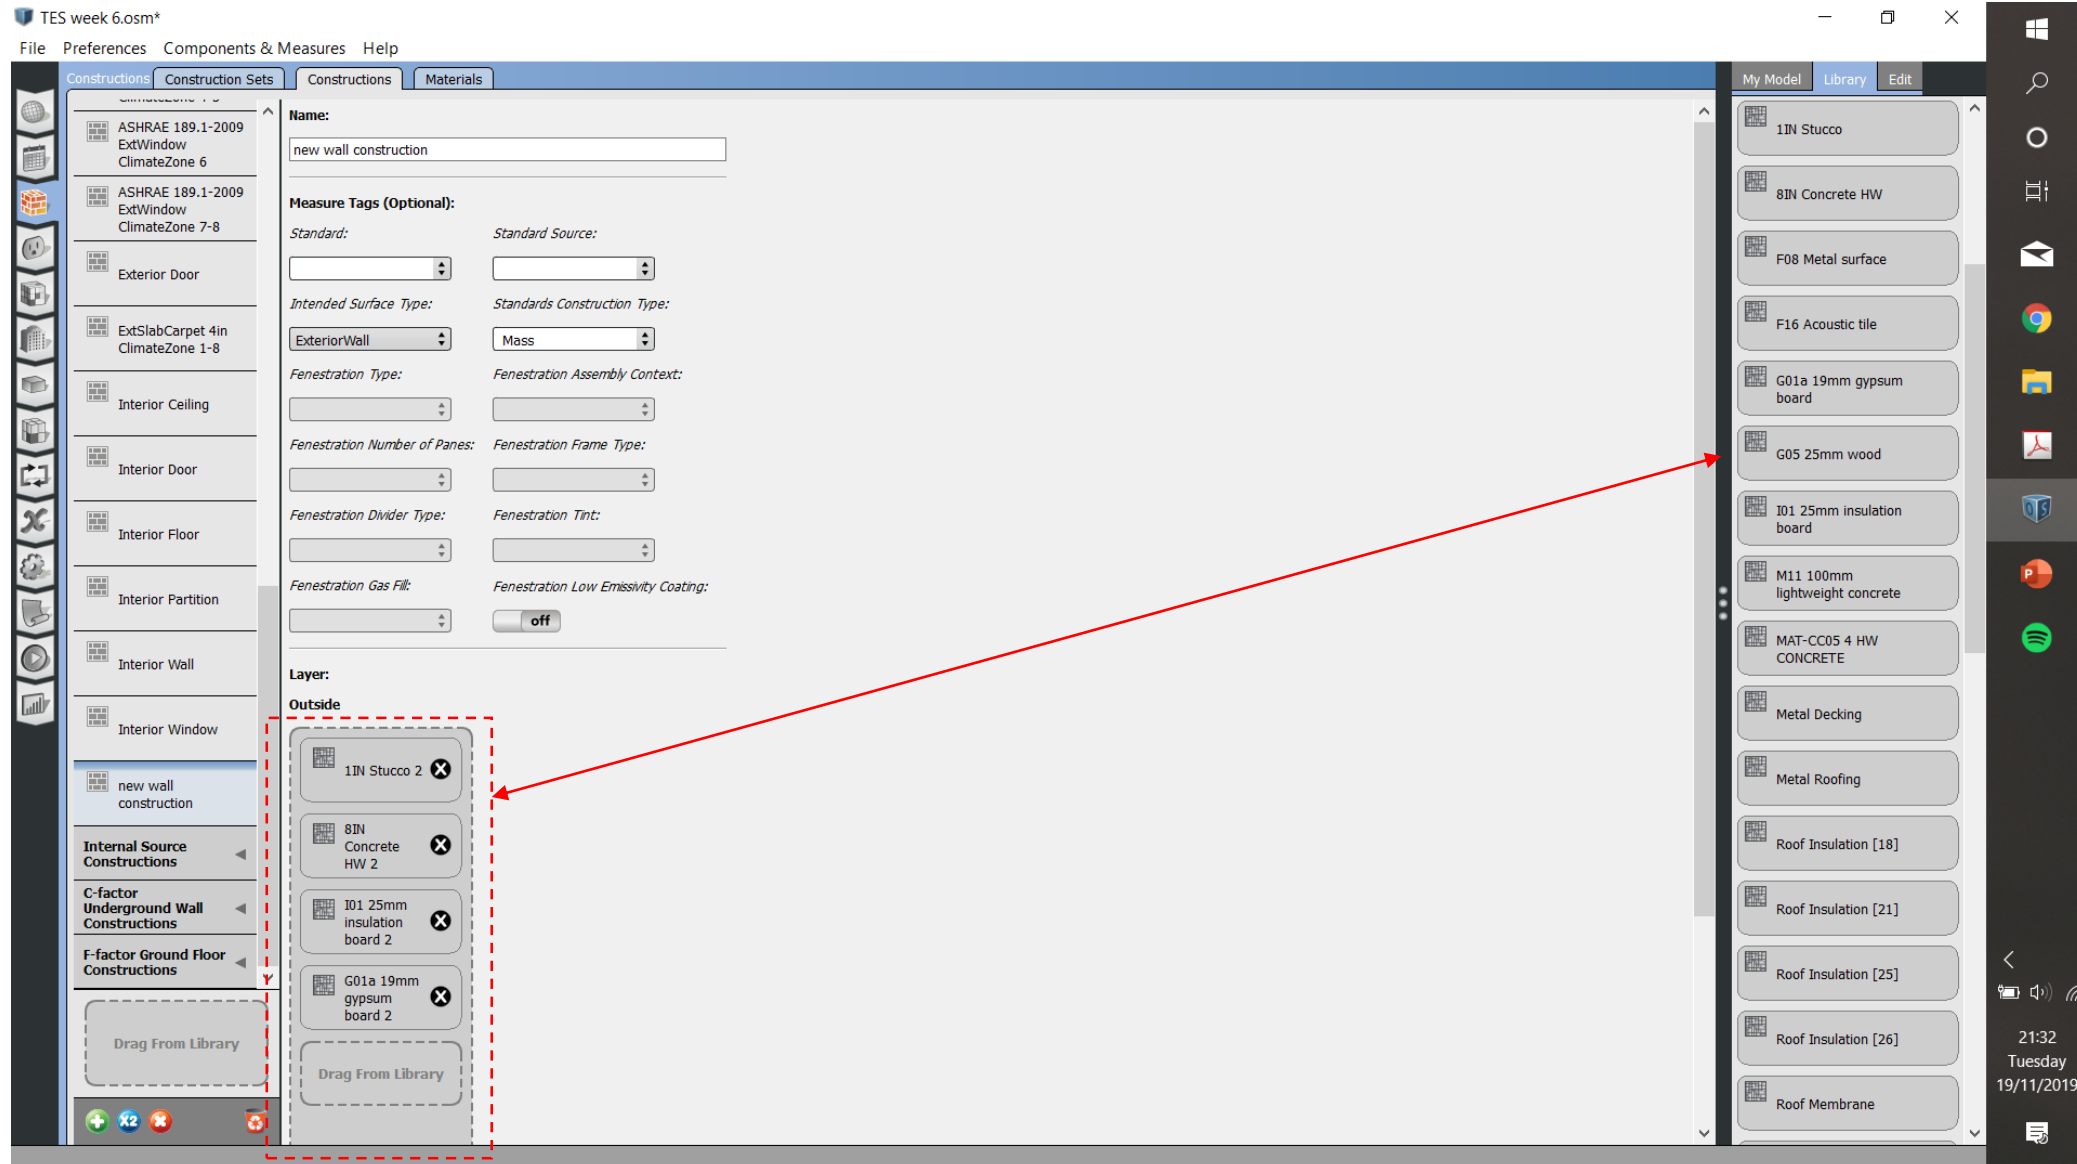 TES week 6.osm*
File Preferences Components & Measures Help
Constructions Construction Sets Constructions Materials
My Model Library Edit
ASHRAE 189.1-2009
ExtWindow
ClimateZone 6
ASHRAE 189.1-2009
ExtWindow
ClimateZone 7-8
Exterior Door
ExtSlabCarpet 4in
ClimateZone 1-8
Interior Ceiling
Interior Door
Interior Floor
Interior Partition
Interior Wall
Interior Window
new wall
construction
Internal Source
Constructions
C-factor
Underground Wall
Constructions
F-factor Ground Floor
Constructions
Drag From Library
X2
Name:
new wall construction
Measure Tags (Optional):
Standard: Standard Source:
Intended Surface Type: Standards Construction Type:
ExteriorWall Mass
Fenestration Type: Fenestration Assembly Context:
Fenestration Number of Panes: Fenestration Frame Type:
Fenestration Divider Type: Fenestration Tint:
Fenestration Gas Fill: Fenestration Low Emissivity Coating:
off
Layer:
Outside
1IN Stucco 2
8IN
Concrete
HW 2
I01 25mm
insulation
board 2
G01a 19mm
gypsum
board 2
Drag From Library
1IN Stucco
8IN Concrete HW
F08 Metal surface
F16 Acoustic tile
G01a 19mm gypsum
board
G05 25mm wood
I01 25mm insulation
board
M11 100mm
lightweight concrete
MAT-CC05 4 HW
CONCRETE
Metal Decking
Metal Roofing
Roof Insulation [18]
Roof Insulation [21]
Roof Insulation [25]
Roof Insulation [26]
Roof Membrane
21:32
Tuesday
19/11/2019